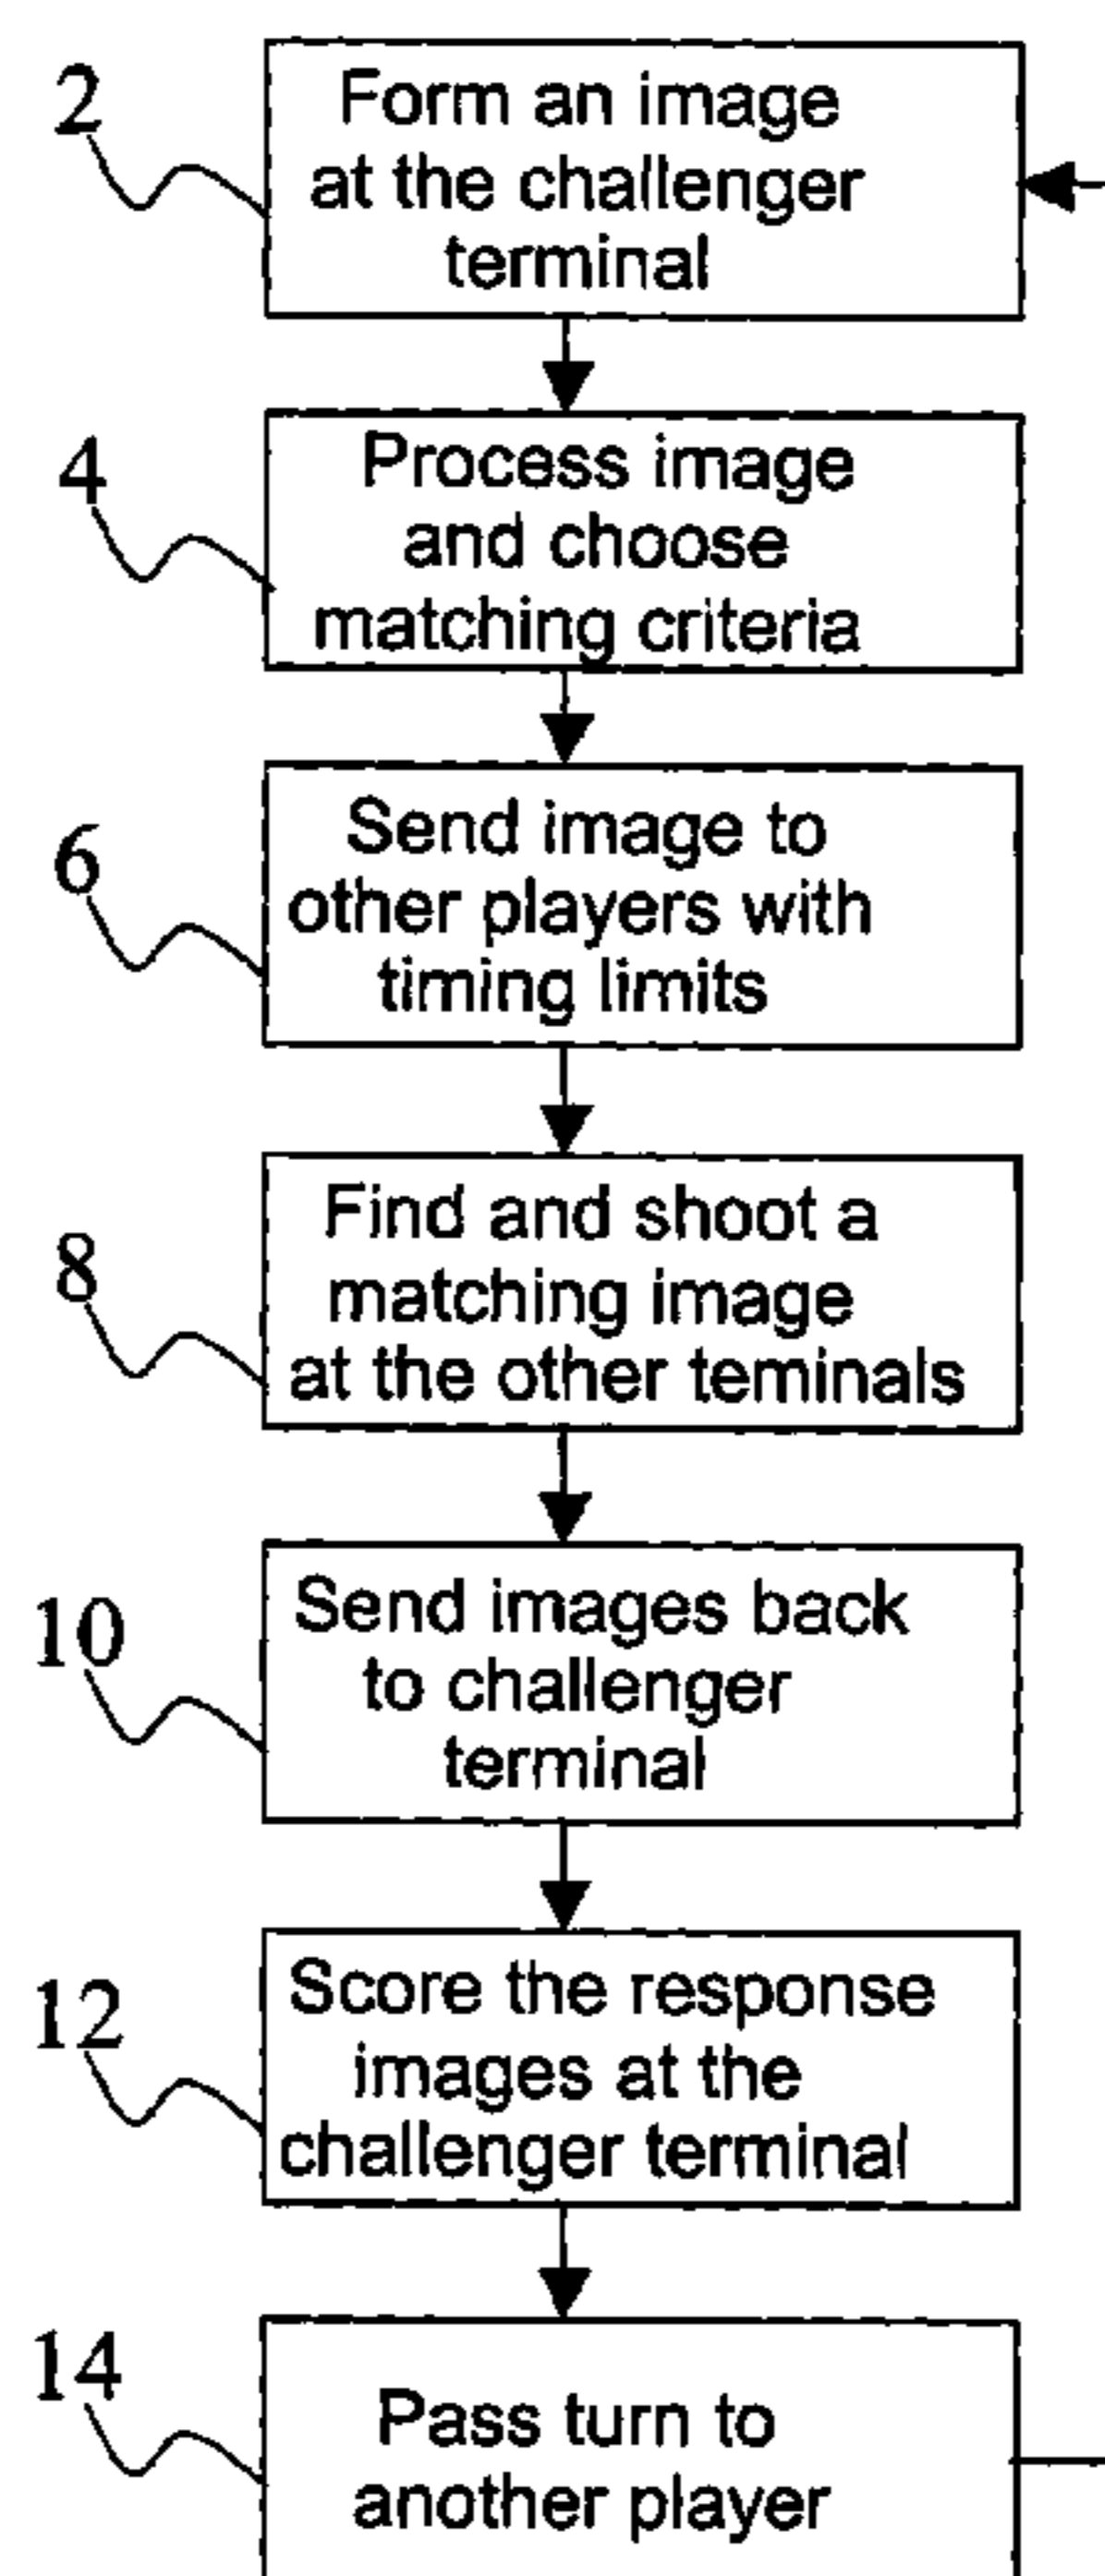 2
Form an image
at the challenger
terminal
4
Process image
and choose
matching criteria
6
Send image to
other players with
timing limits
8
Find and shoot a
matching image
at the other teminals
10
Send images back
to challenger
terminal
12
Score the response
images at the
challenger terminal
14
Pass turn to
another player